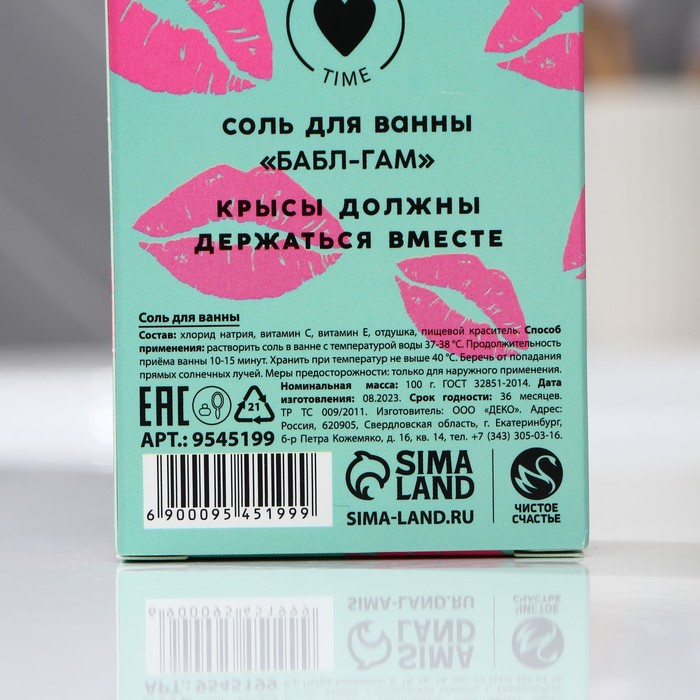 TIME
СОЛЬ ДЛЯ ВАННЫ
«БАБЛ-ГАМ»
КРЫСЫ ДОЛЖНЫ
ДЕРЖАТЬСЯ ВМЕСТЕ
Соль для ванны
Состав: хлорид натрия, витамин С, витамин Е, отдушка, пищевой краситель. Способ
применения: растворить соль в ванне с температурой воды 37-38 °С. Продолжительность
приёма ванны 10-15 минут. Хранить при температур не выше 40 °С. Беречь от попадания
прямых солнечных лучей. Меры предосторожности: только для наружного применения.
Номинальная масса: 100 г. ГОСТ 32851-2014. Дата
изготовления: 08.2023. Срок годности: 36 месяцев.
ТР ТС 009/2011. Изготовитель: ООО «ДЕКО». Адрес:
Россия, 620905, Свердловская область, г. Екатеринбург,
б-р Петра Кожемяко, д. 16, кв. 14, тел. +7 (343) 305-03-16.
EAC
21
АРТ.: 9545199
6 900095 451999
SIMA
LAND
SIMA-LAND.RU
ЧИСТОЕ
СЧАСТЬЕ